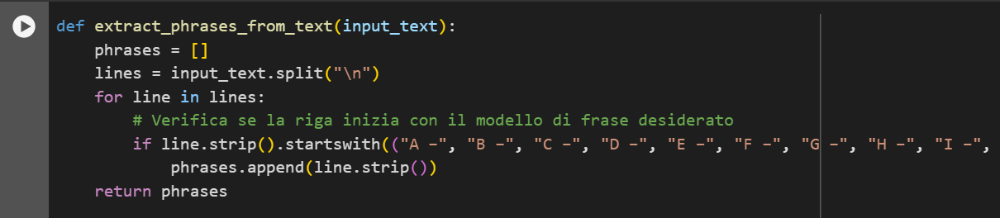 def extract_phrases_from_text(input_text):
    phrases = []
    lines = input_text.split("\n")
    for line in lines:
        # Verifica se la riga inizia con il modello di frase desiderato
        if line.strip().startswith(("A –", "B –", "C –", "D –", "E –", "F –", "G –", "H –", "I –",
            phrases.append(line.strip())
    return phrases